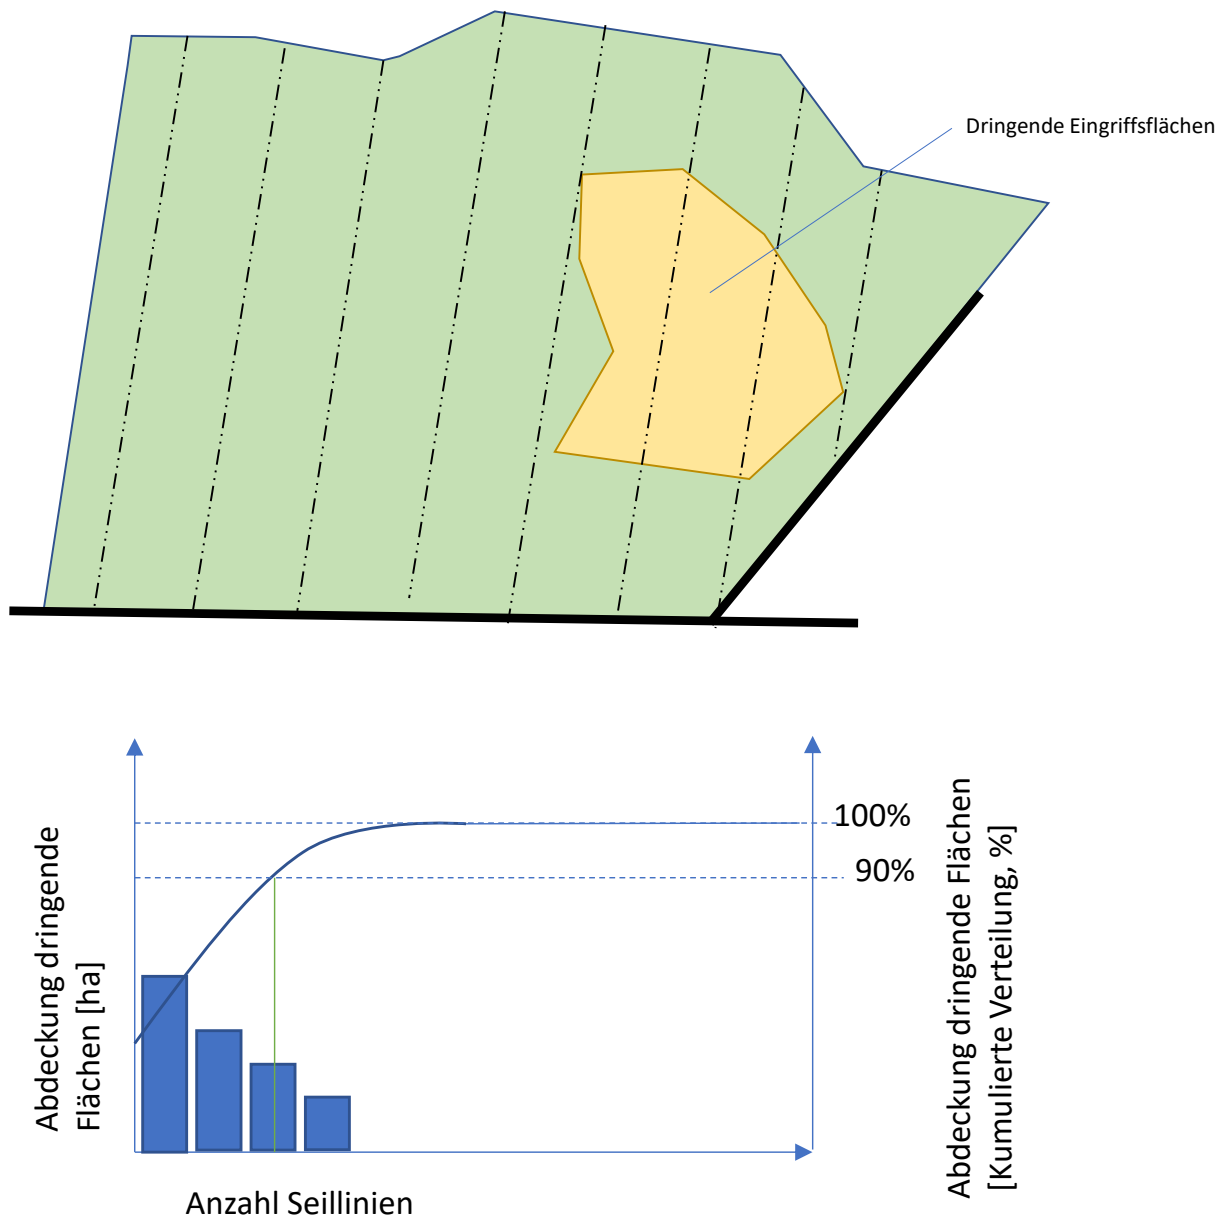 Dringende Eingriffsflächen
100%
90%
Abdeckung dringende
Flächen [ha]
Abdeckung dringende Flächen
[Kumulierte Verteilung, %]
Anzahl Seillinien